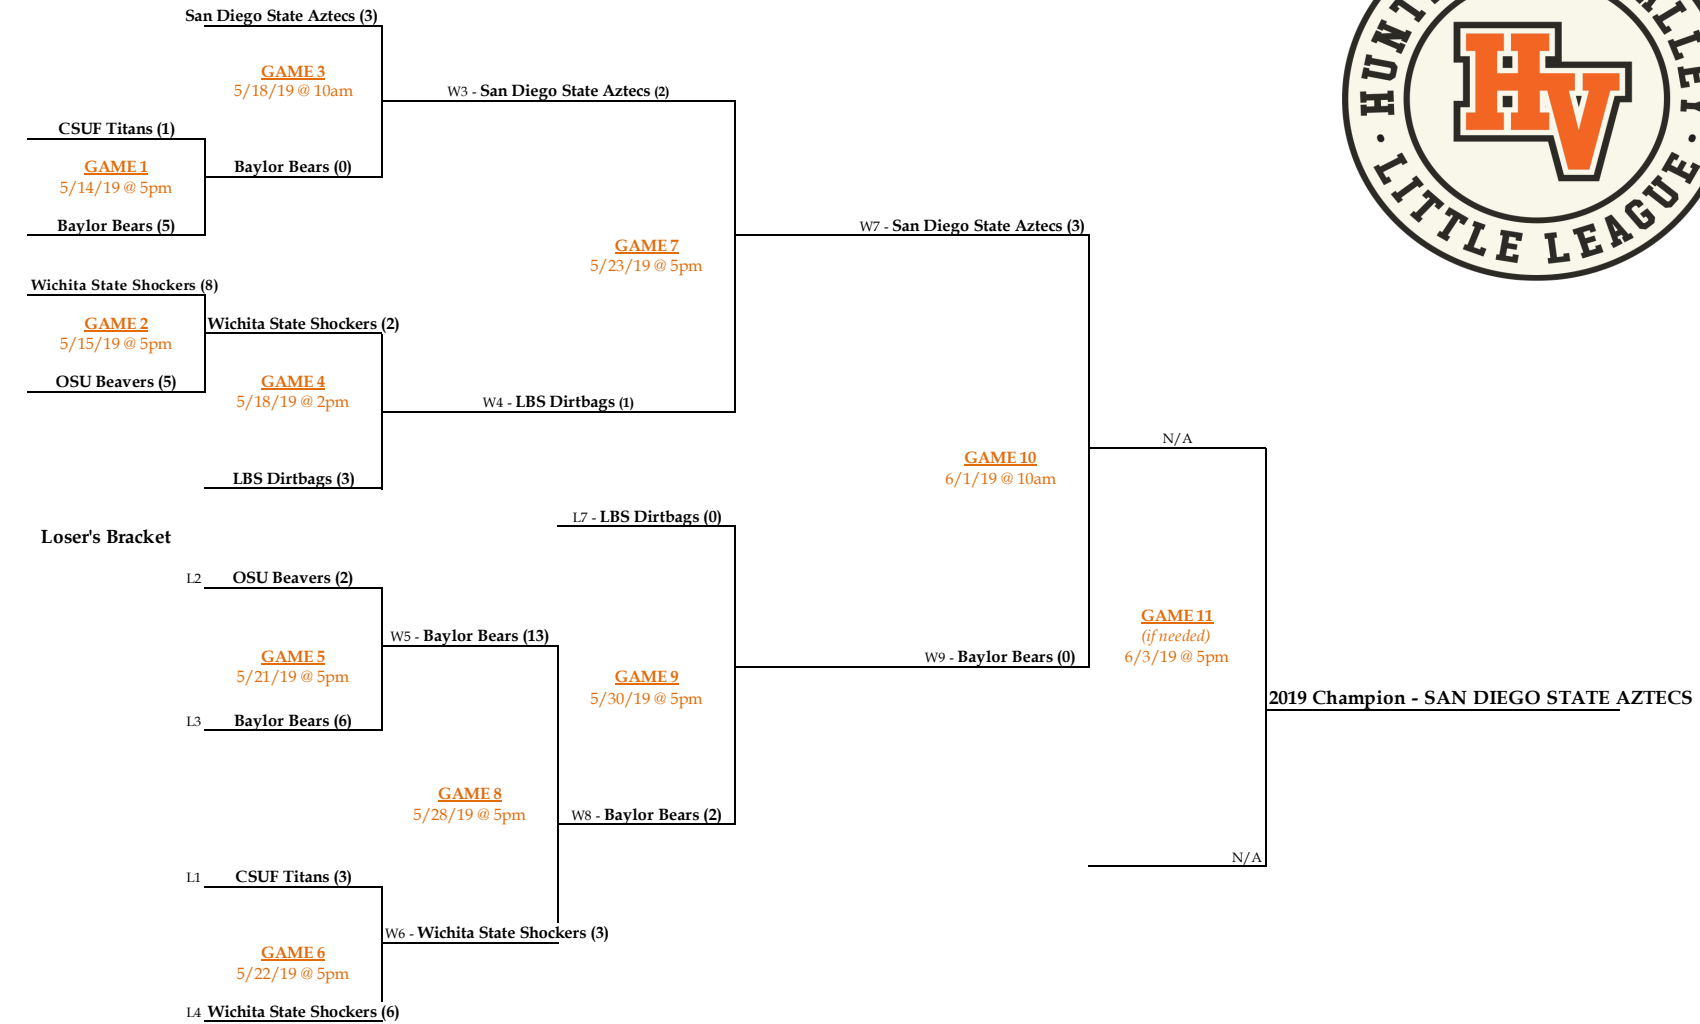 San Diego State Aztecs (3)
GAME 3
5/18/19 @ 10am
W3 - San Diego State Aztecs (2)
CSUF Titans (1)
GAME 1
5/14/19 @ 5pm
Baylor Bears (0)
Baylor Bears (5)
W7 - San Diego State Aztecs (3)
GAME 7
5/23/19 @ 5pm
Wichita State Shockers (8)
GAME 2
5/15/19 @ 5pm
Wichita State Shockers (2)
OSU Beavers (5)
GAME 4
5/18/19 @ 2pm
W4 - LBS Dirtbags (1)
LBS Dirtbags (3)
N/A
GAME 10
6/1/19 @ 10am
L7 - LBS Dirtbags (0)
Loser's Bracket
L2 OSU Beavers (2)
W5 - Baylor Bears (13)
GAME 5
5/21/19 @ 5pm
L3 Baylor Bears (6)
GAME 9
5/30/19 @ 5pm
W9 - Baylor Bears (0)
GAME 11
(if needed)
6/3/19 @ 5pm
2019 Champion - SAN DIEGO STATE AZTECS
GAME 8
5/28/19 @ 5pm
W8 - Baylor Bears (2)
N/A
L1 CSUF Titans (3)
W6 - Wichita State Shockers (3)
GAME 6
5/22/19 @ 5pm
L4 Wichita State Shockers (6)
HV
LITTLE LEAGUE